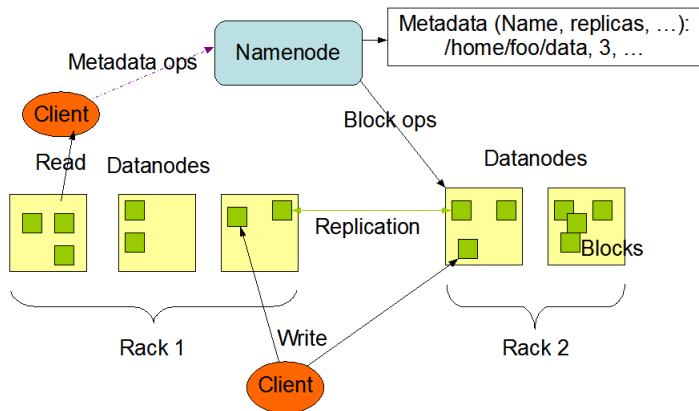 Metadata (Name, replicas, …):
/home/foo/data, 3, …
Namenode
Metadata ops
Client
Block ops
Read
Datanodes
Datanodes
Replication
Blocks
Rack 1
Write
Rack 2
Client